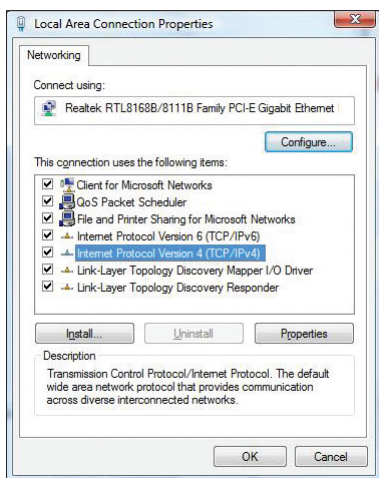 Local Area Connection Properties
Networking
Connect using:
Realtek RTL8168B/8111B Family PCI-E Gigabit Ethernet
Configure...
This connection uses the following items:
Client for Microsoft Networks
QoS Packet Scheduler
File and Printer Sharing for Microsoft Networks
Internet Protocol Version 6 (TCP/IPv6)
Internet Protocol Version 4 (TCP/IPv4)
Link-Layer Topology Discovery Mapper I/O Driver
Link-Layer Topology Discovery Responder
Install... Uninstall Properties
Description
Transmission Control Protocol/Internet Protocol. The default
wide area network protocol that provides communication
across diverse interconnected networks.
OK Cancel